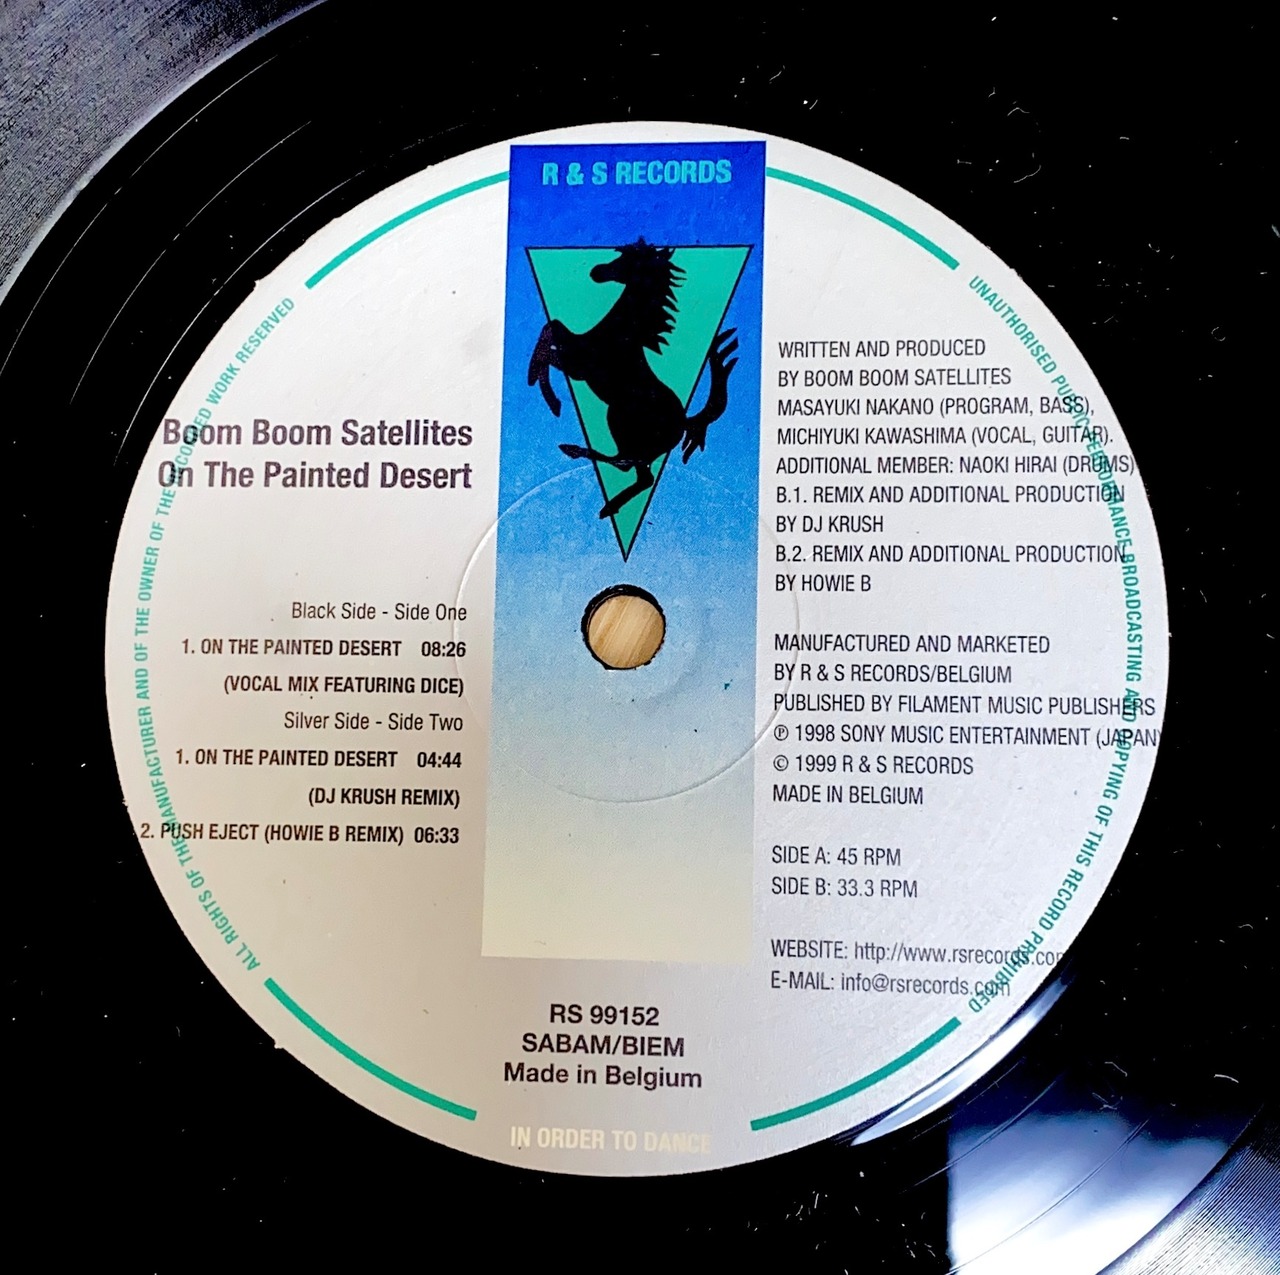 R & S RECORDS
ALL RIGHTS OF THE MANUFACTURER AND OF THE OWNER OF THE RECORDED WORK RESERVED
UNAUTHORISED PUBLIC PERFORMANCE BROADCASTING AND COPYING OF THIS RECORD PROHIBITED
Boom Boom Satellites
On The Painted Desert
Black Side - Side One
1. ON THE PAINTED DESERT 08:26
(VOCAL MIX FEATURING DICE)
Silver Side - Side Two
1. ON THE PAINTED DESERT 04:44
(DJ KRUSH REMIX)
2. PUSH EJECT (HOWIE B REMIX) 06:33
WRITTEN AND PRODUCED
BY BOOM BOOM SATELLITES
MASAYUKI NAKANO (PROGRAM, BASS),
MICHIYUKI KAWASHIMA (VOCAL, GUITAR).
ADDITIONAL MEMBER: NAOKI HIRAI (DRUMS)
B.1. REMIX AND ADDITIONAL PRODUCTION
BY DJ KRUSH
B.2. REMIX AND ADDITIONAL PRODUCTION
BY HOWIE B
MANUFACTURED AND MARKETED
BY R & S RECORDS/BELGIUM
PUBLISHED BY FILAMENT MUSIC PUBLISHERS
℗ 1998 SONY MUSIC ENTERTAINMENT (JAPAN)
© 1999 R & S RECORDS
MADE IN BELGIUM
SIDE A: 45 RPM
SIDE B: 33.3 RPM
WEBSITE: http://www.rsrecords.com
E-MAIL: info@rsrecords.com
RS 99152
SABAM/BIEM
Made in Belgium
IN ORDER TO DANCE